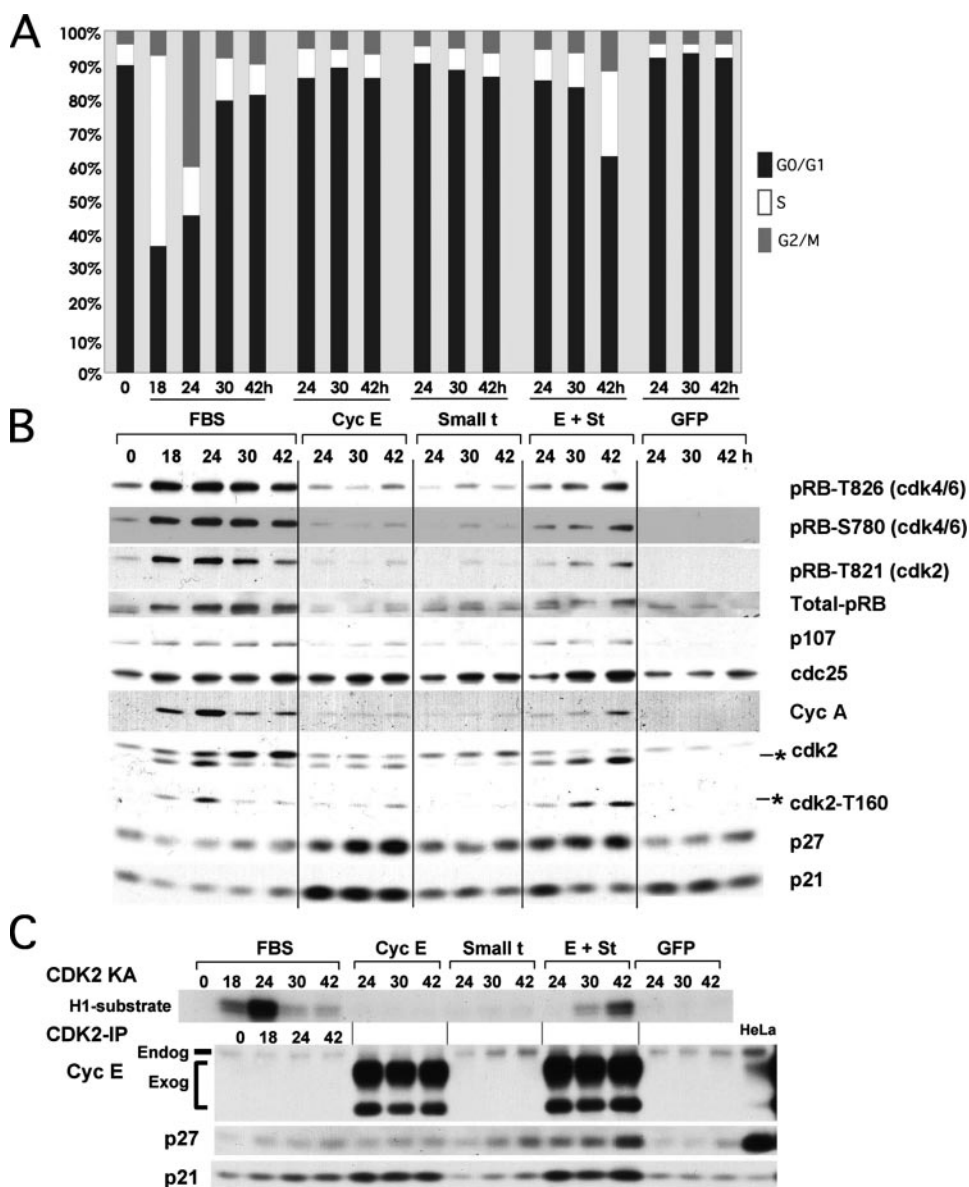 A
100%
90%
80%
70%
60%
50%
40%
30%
20%
10%
0%
G0/G1
S
G2/M
0 18 24 30 42h 24 30 42h 24 30 42h 24 30 42h 24 30 42h
FBS Cyc E Small t E + St GFP
B
0 18 24 30 42 24 30 42 24 30 42 24 30 42 24 30 42 h
pRB-T826 (cdk4/6)
pRB-S780 (cdk4/6)
pRB-T821 (cdk2)
Total-pRB
p107
cdc25
Cyc A
cdk2
–*
cdk2-T160
–*
p27
p21
C
FBS Cyc E Small t E + St GFP
CDK2 KA 0 18 24 30 42 24 30 42 24 30 42 24 30 42 24 30 42
H1-substrate
CDK2-IP 0 18 24 42 HeLa
Endog
Cyc E Exog
p27
p21